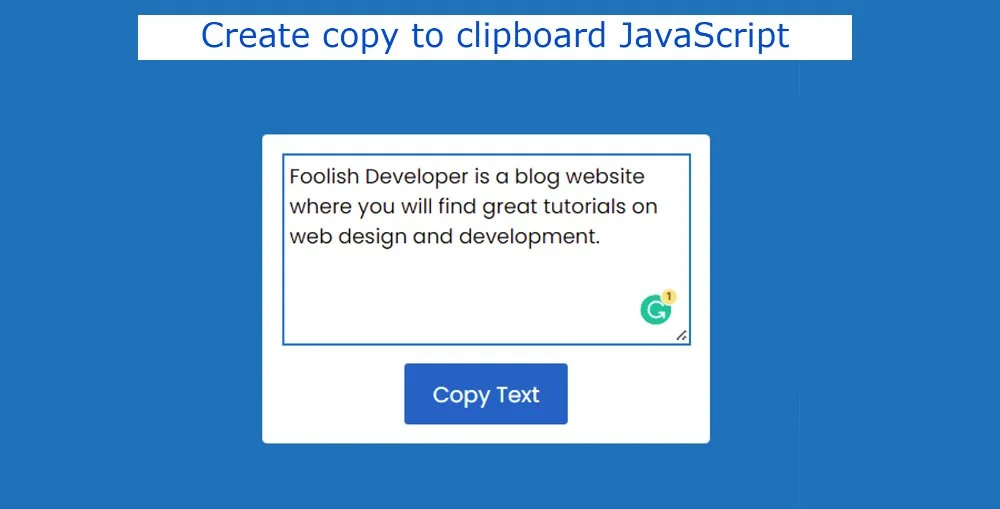 Create copy to clipboard JavaScript
Foolish Developer is a blog website
where you will find great tutorials on
web design and development.
1
Copy Text